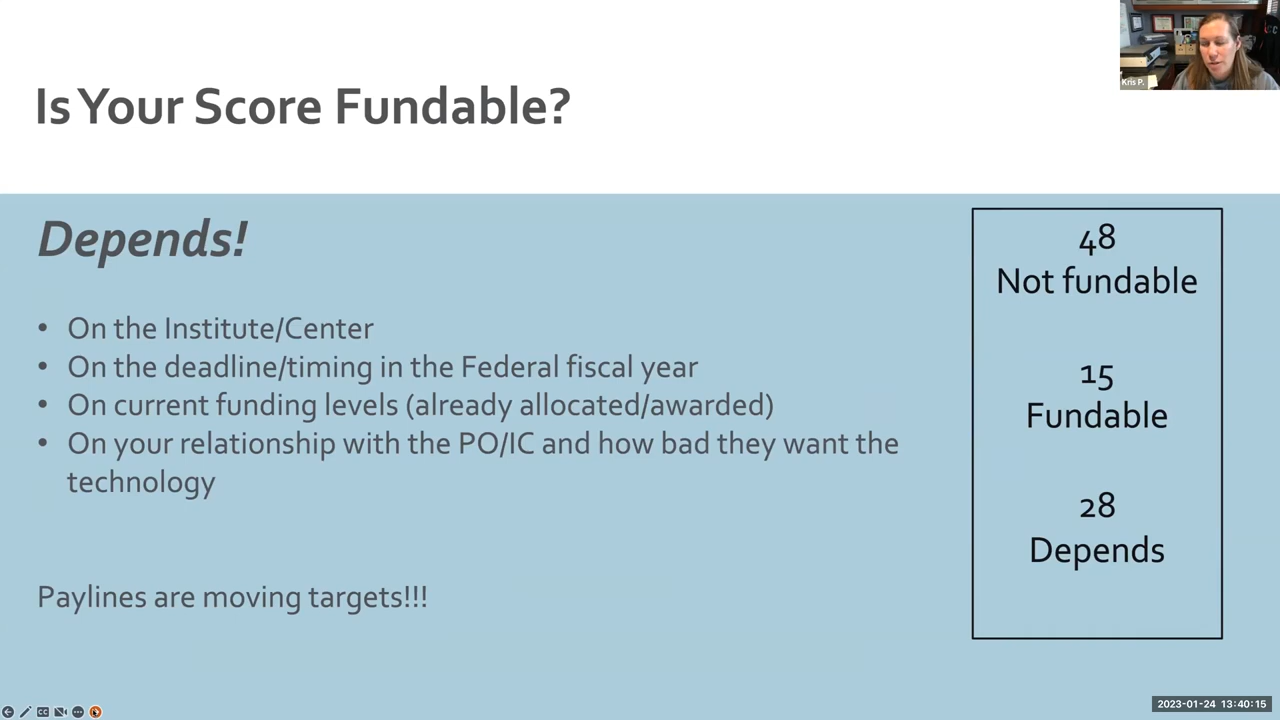 Is Your Score Fundable?
Kris P.
Depends!
• On the Institute/Center
• On the deadline/timing in the Federal fiscal year
• On current funding levels (already allocated/awarded)
• On your relationship with the PO/IC and how bad they want the
technology
Paylines are moving targets!!!
48
Not fundable
15
Fundable
28
Depends
CC
2023-01-24 13:40:15